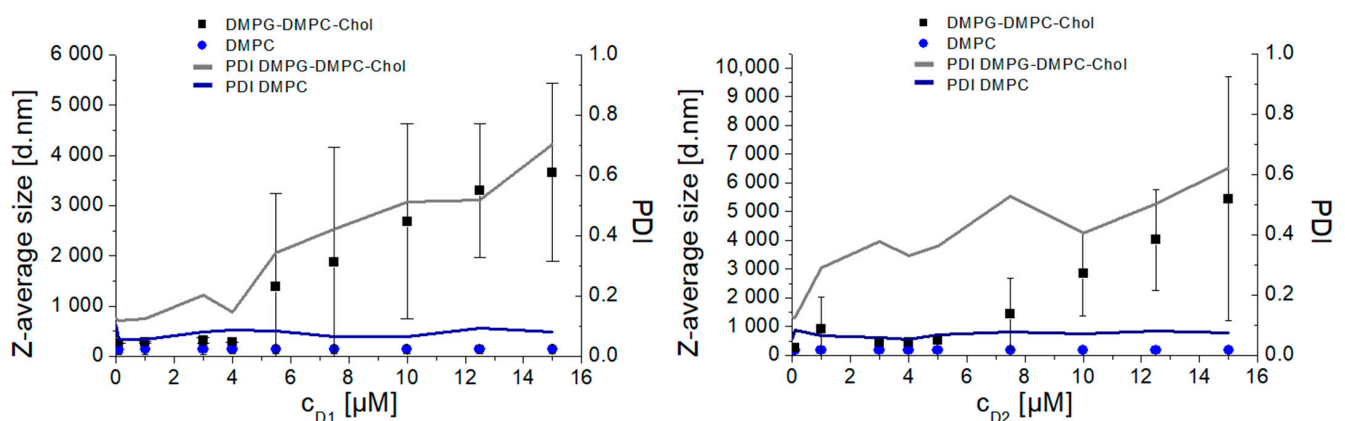 DMPG-DMPC-Chol
DMPC
PDI DMPG-DMPC-Chol
PDI DMPC
6 000
5 000
4 000
3 000
2 000
1 000
0
Z-average size [d.nm]
1.0
0.8
0.6
0.4
0.2
0.0
PDI
0 2 4 6 8 10 12 14 16
c_D1 [µM]
DMPG-DMPC-Chol
DMPC
PDI DMPG-DMPC-Chol
PDI DMPC
10,000
9 000
8 000
7 000
6 000
5 000
4 000
3 000
2 000
1 000
0
Z-average size [d.nm]
1.0
0.8
0.6
0.4
0.2
0.0
PDI
0 2 4 6 8 10 12 14 16
c_D2 [µM]